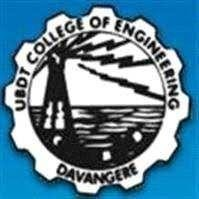 UBDT COLLEGE OF ENGINEERING
DAVANGERE